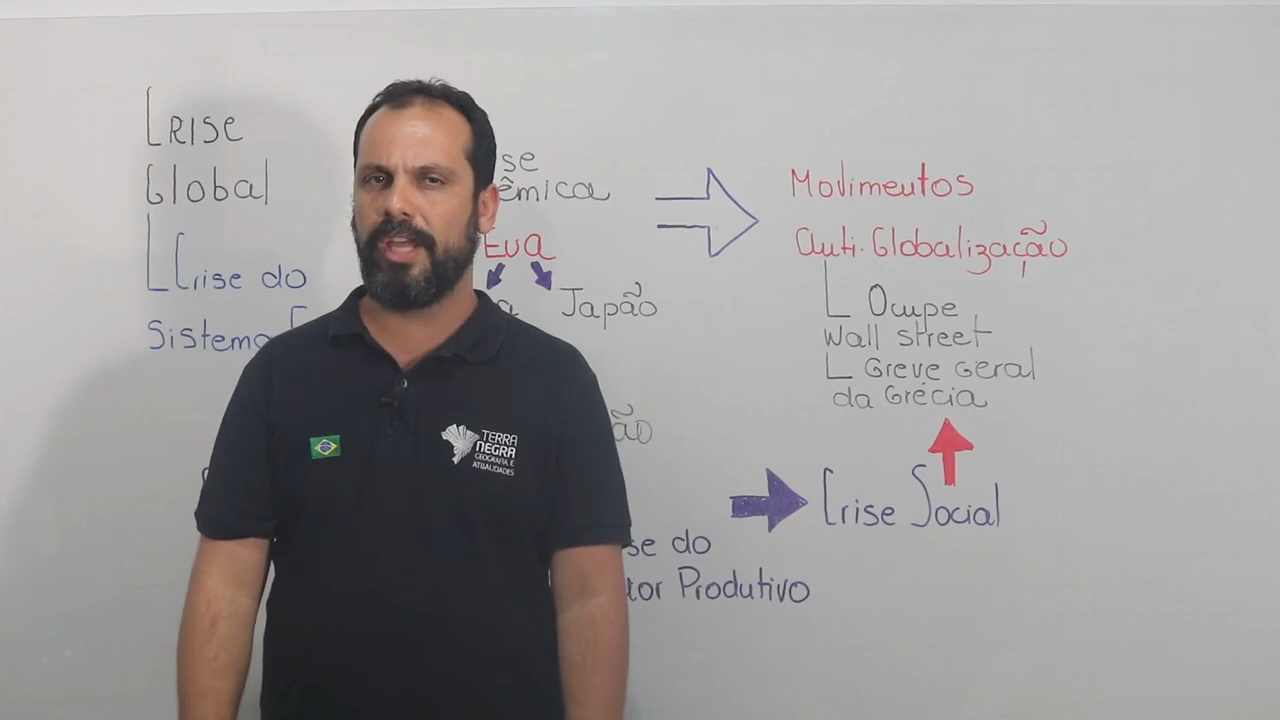 Crise
Global
Crise do
Sistema
se
êmica
EUA
a
Japão
ão
se do
tor Produtivo
Movimentos
Anti-Globalização
Ocupe
Wall Street
Greve Geral
da Grécia
Crise Social
TERRA
NEGRA
GEOGRAFIA E
ATUALIDADES